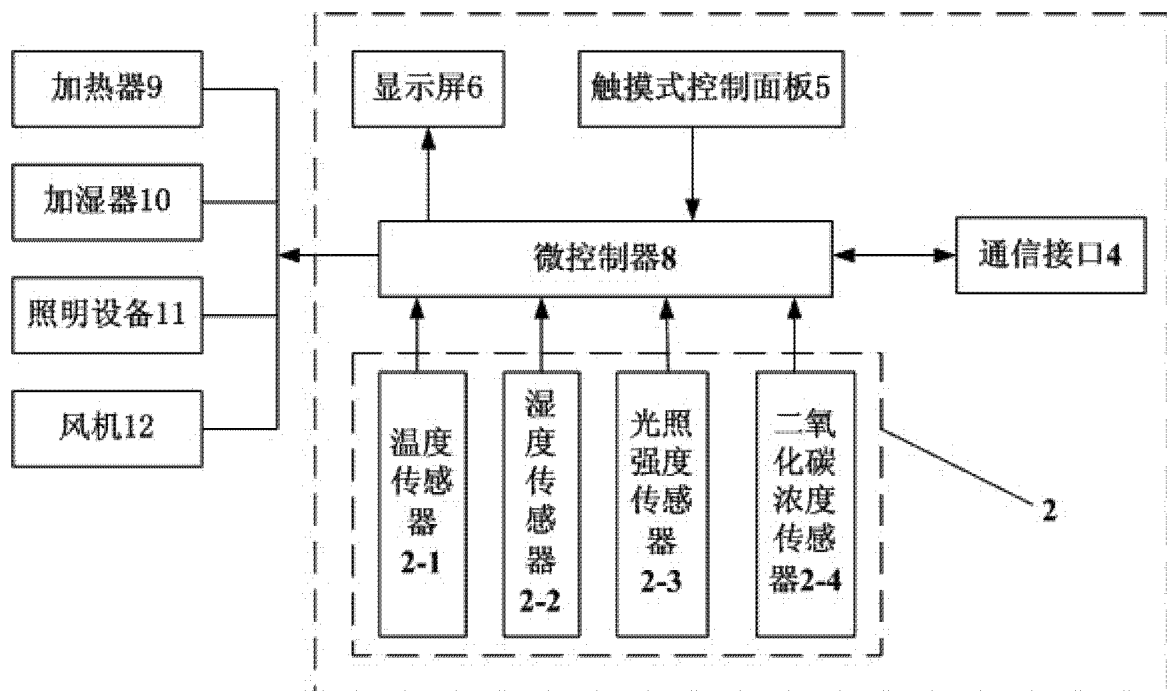 加热器9
加湿器10
照明设备11
风机12
显示屏6
触摸式控制面板5
微控制器8
通信接口4
温度
传感
器
2-1
湿
度
传
感
器
2-2
光照
强度
传感
器
2-3
二氧
化碳
浓度
传感
器2-4
2